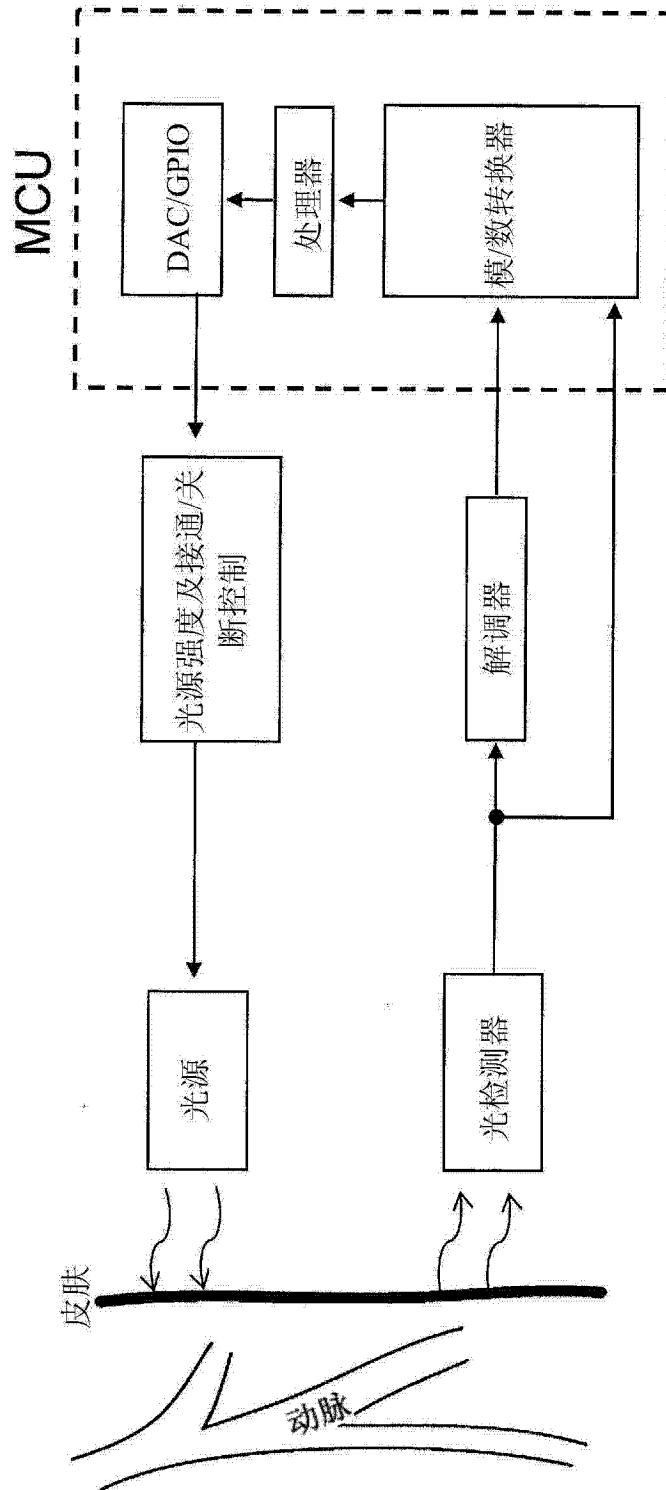 MCU
DAC/GPIO
处理器
模/数转换器
光源强度及接通/关
断控制
解调器
光源
光检测器
皮肤
动脉